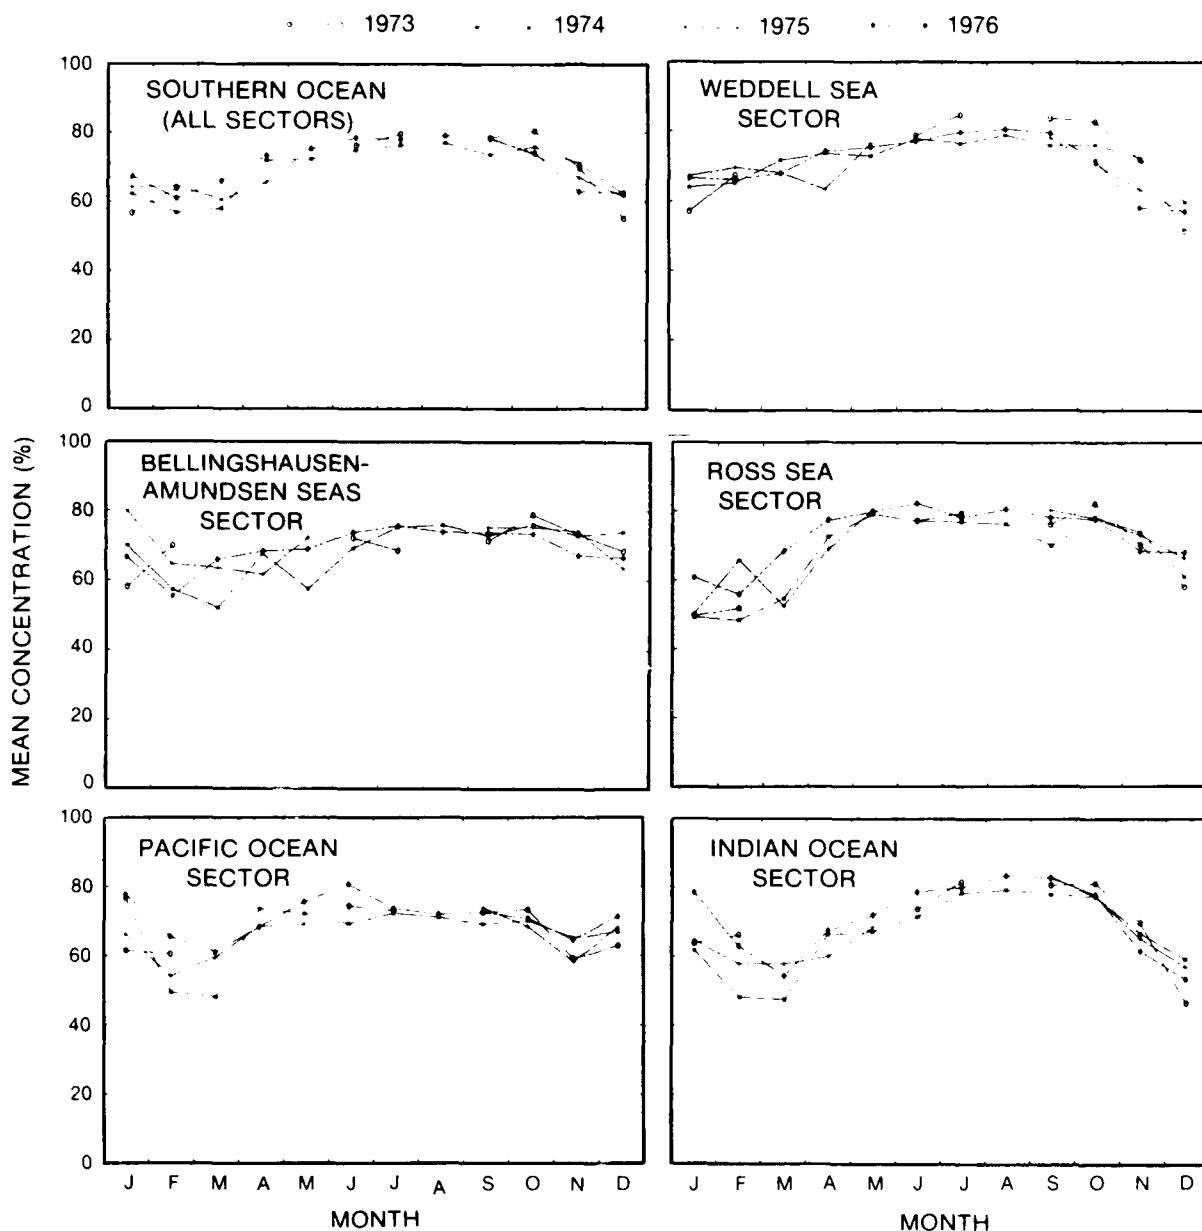 1973 1974 1975 1976
SOUTHERN OCEAN
(ALL SECTORS)
WEDDELL SEA
SECTOR
100
80
60
40
20
0
BELLINGSHAUSEN-
AMUNDSEN SEAS
SECTOR
ROSS SEA
SECTOR
100
80
60
40
20
0
MEAN CONCENTRATION (%)
PACIFIC OCEAN
SECTOR
INDIAN OCEAN
SECTOR
100
80
60
40
20
0
J F M A M J J A S O N D
J F M A M J J A S O N D
MONTH
MONTH